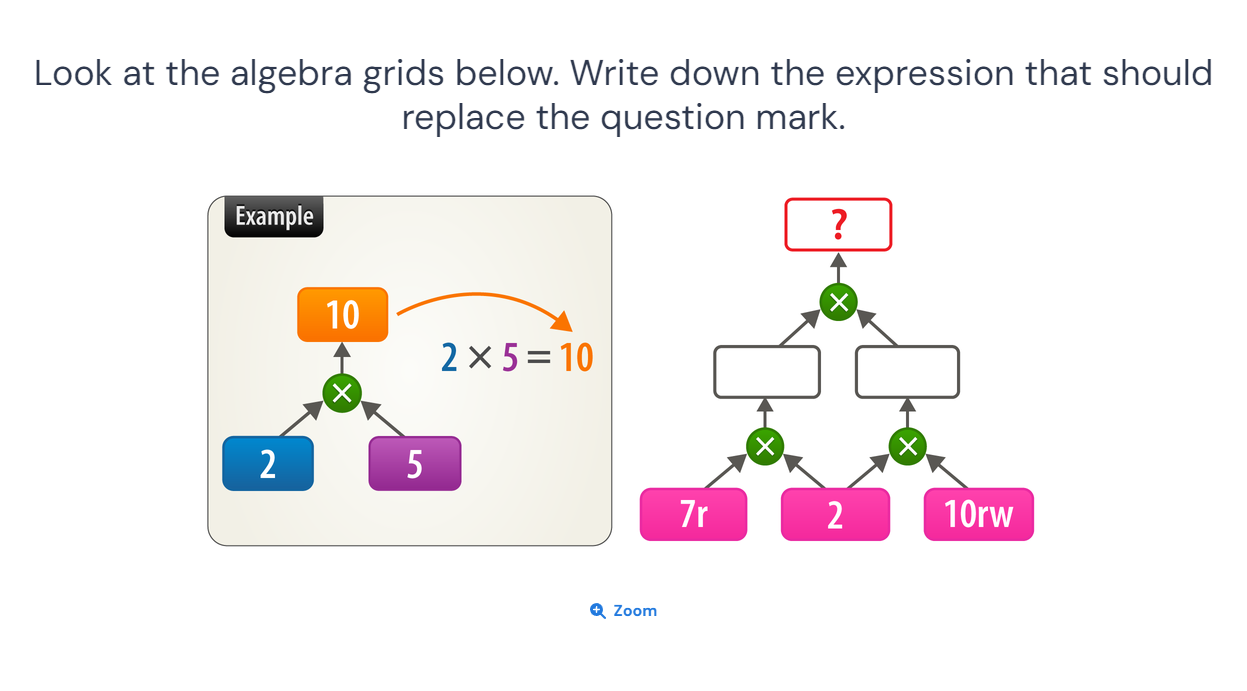 Look at the algebra grids below. Write down the expression that should
replace the question mark.
Example
10
2 × 5 = 10
×
2 5
?
×
× ×
7r 2 10rw
Zoom